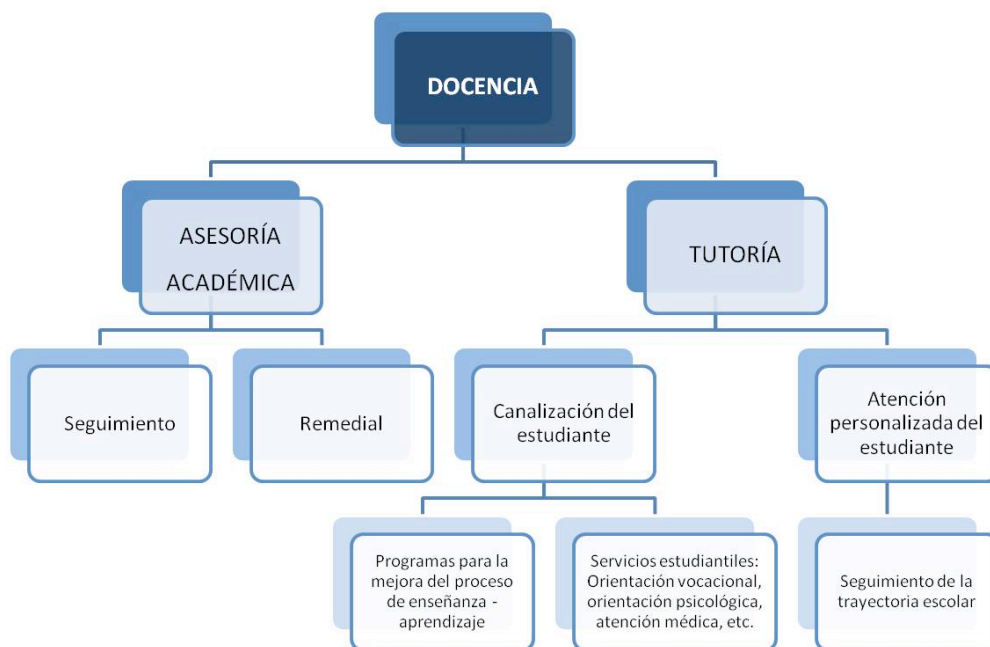 DOCENCIA
ASESORÍA
ACADÉMICA
TUTORÍA
Seguimiento
Remedial
Canalización del
estudiante
Atención
personalizada del
estudiante
Programas para la
mejora del proceso
de enseñanza -
aprendizaje
Servicios estudiantiles:
Orientación vocacional,
orientación psicológica,
atención médica, etc.
Seguimiento de la
trayectoria escolar